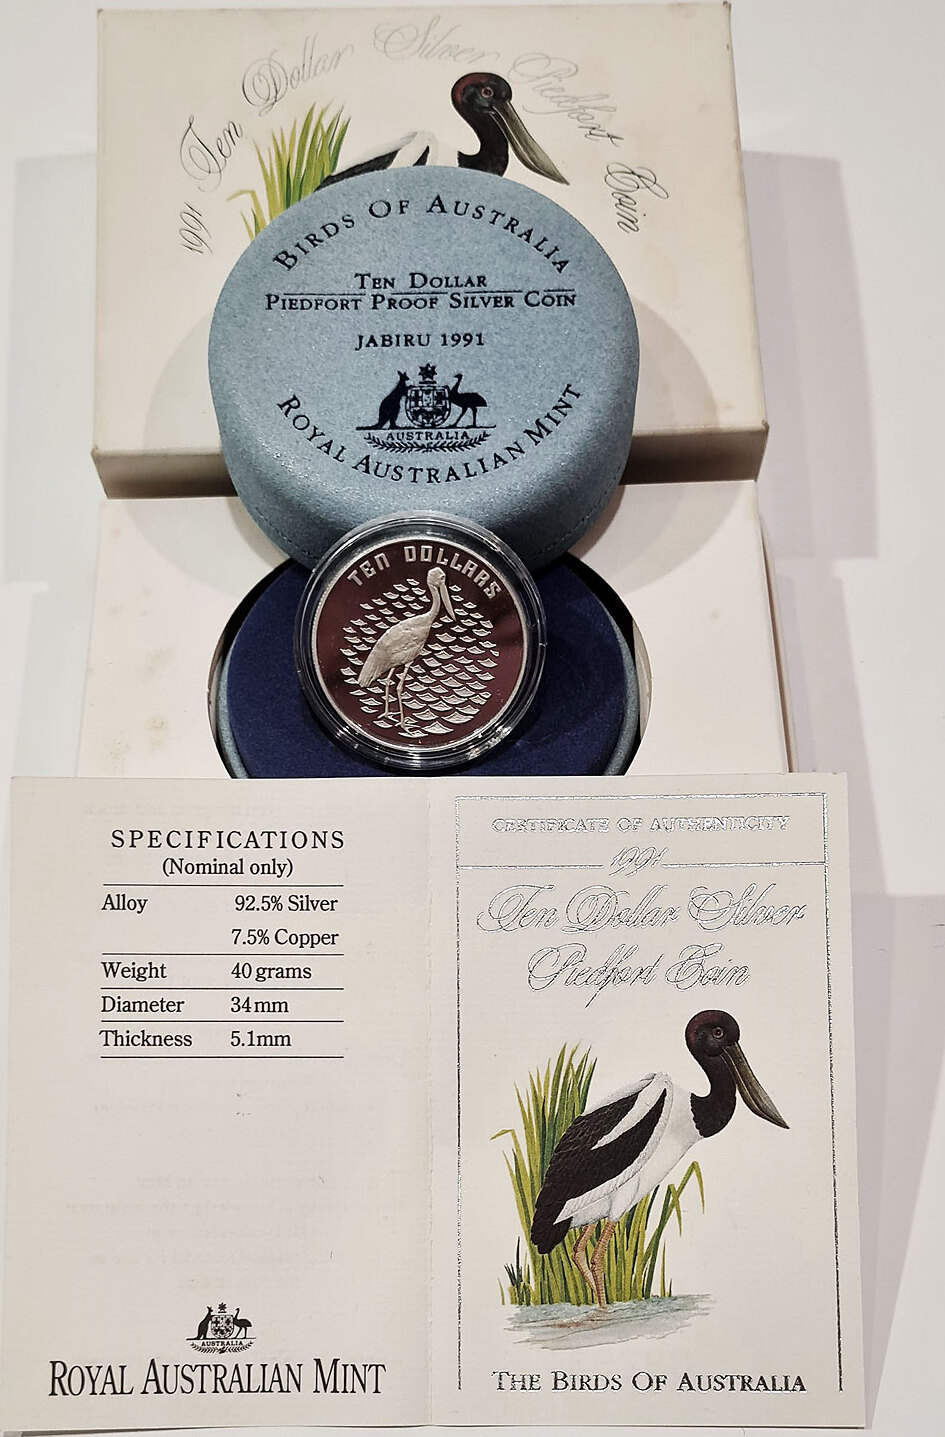 1991 Ten Dollar Silver Piedfort Coin
BIRDS OF AUSTRALIA
TEN DOLLAR
PIEDFORT PROOF SILVER COIN
JABIRU 1991
AUSTRALIA
ROYAL AUSTRALIAN MINT
TEN DOLLARS
SPECIFICATIONS
(Nominal only)
Alloy 92.5% Silver
7.5% Copper
Weight 40 grams
Diameter 34mm
Thickness 5.1mm
AUSTRALIA
ROYAL AUSTRALIAN MINT
CERTIFICATE OF AUTHENTICITY
1991
Ten Dollar Silver
Piedfort Coin
THE BIRDS OF AUSTRALIA